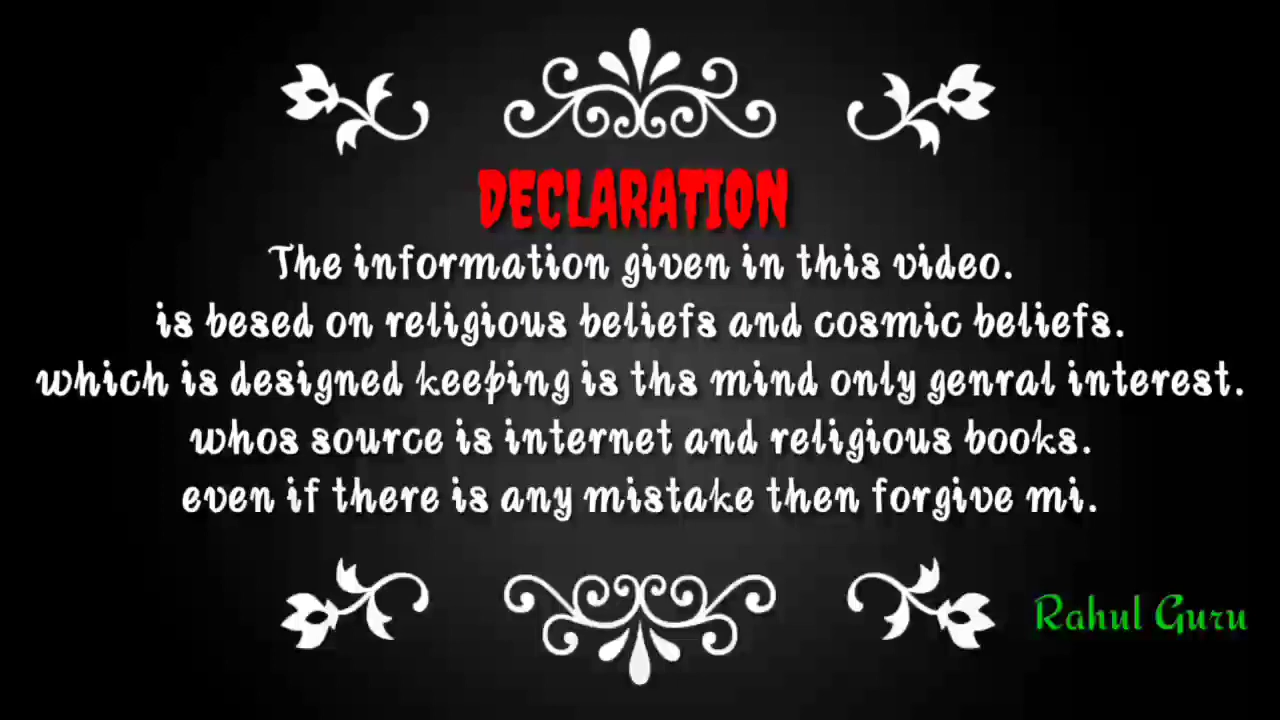 DECLARATION
The information given in this video.
is besed on religious beliefs and cosmic beliefs.
which is designed keeping is ths mind only genral interest.
whos source is internet and religious books.
even if there is any mistake then forgive mi.
Rahul Guru